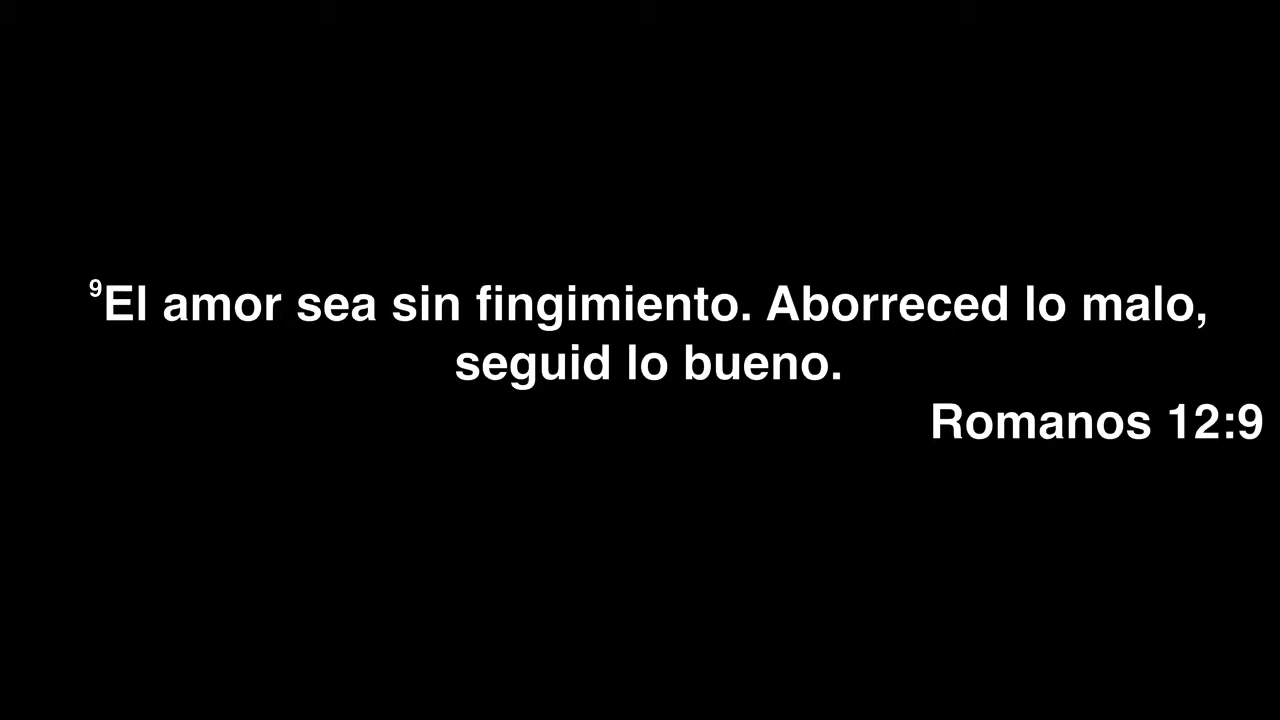 ⁹El amor sea sin fingimiento. Aborreced lo malo,
seguid lo bueno.
Romanos 12:9